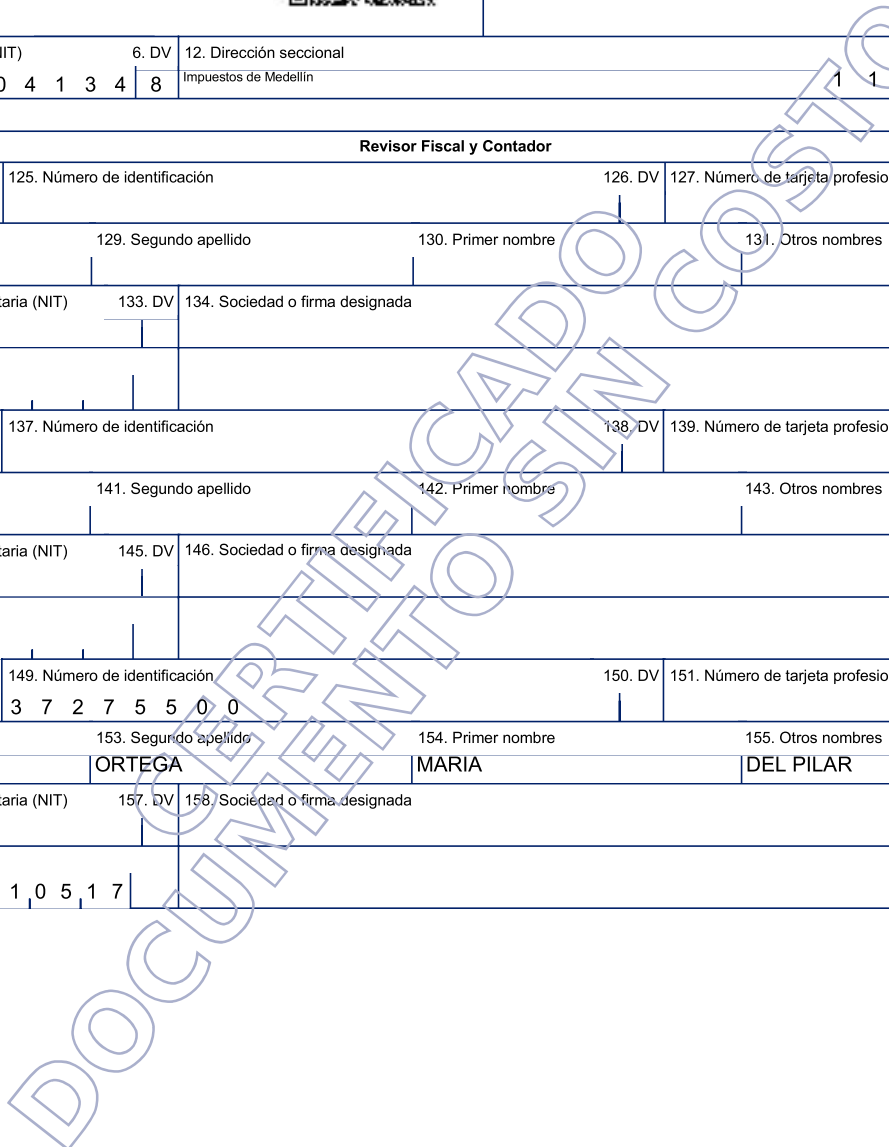 IIT) 6. DV 12. Dirección seccional
0 4 1 3 4 8 Impuestos de Medellín 1 1
Revisor Fiscal y Contador
125. Número de identificación 126. DV 127. Número de tarjeta profesio
129. Segundo apellido 130. Primer nombre 131. Otros nombres
taria (NIT) 133. DV 134. Sociedad o firma designada
137. Número de identificación 138. DV 139. Número de tarjeta profesio
141. Segundo apellido 142. Primer nombre 143. Otros nombres
taria (NIT) 145. DV 146. Sociedad o firma designada
149. Número de identificación 150. DV 151. Número de tarjeta profesio
3 7 2 7 5 5 0 0
153. Segundo apellido 154. Primer nombre 155. Otros nombres
ORTEGA MARIA DEL PILAR
taria (NIT) 157. DV 158. Sociedad o firma designada
1 0 5 1 7
CERTIFICADO
DOCUMENTO SIN COSTO